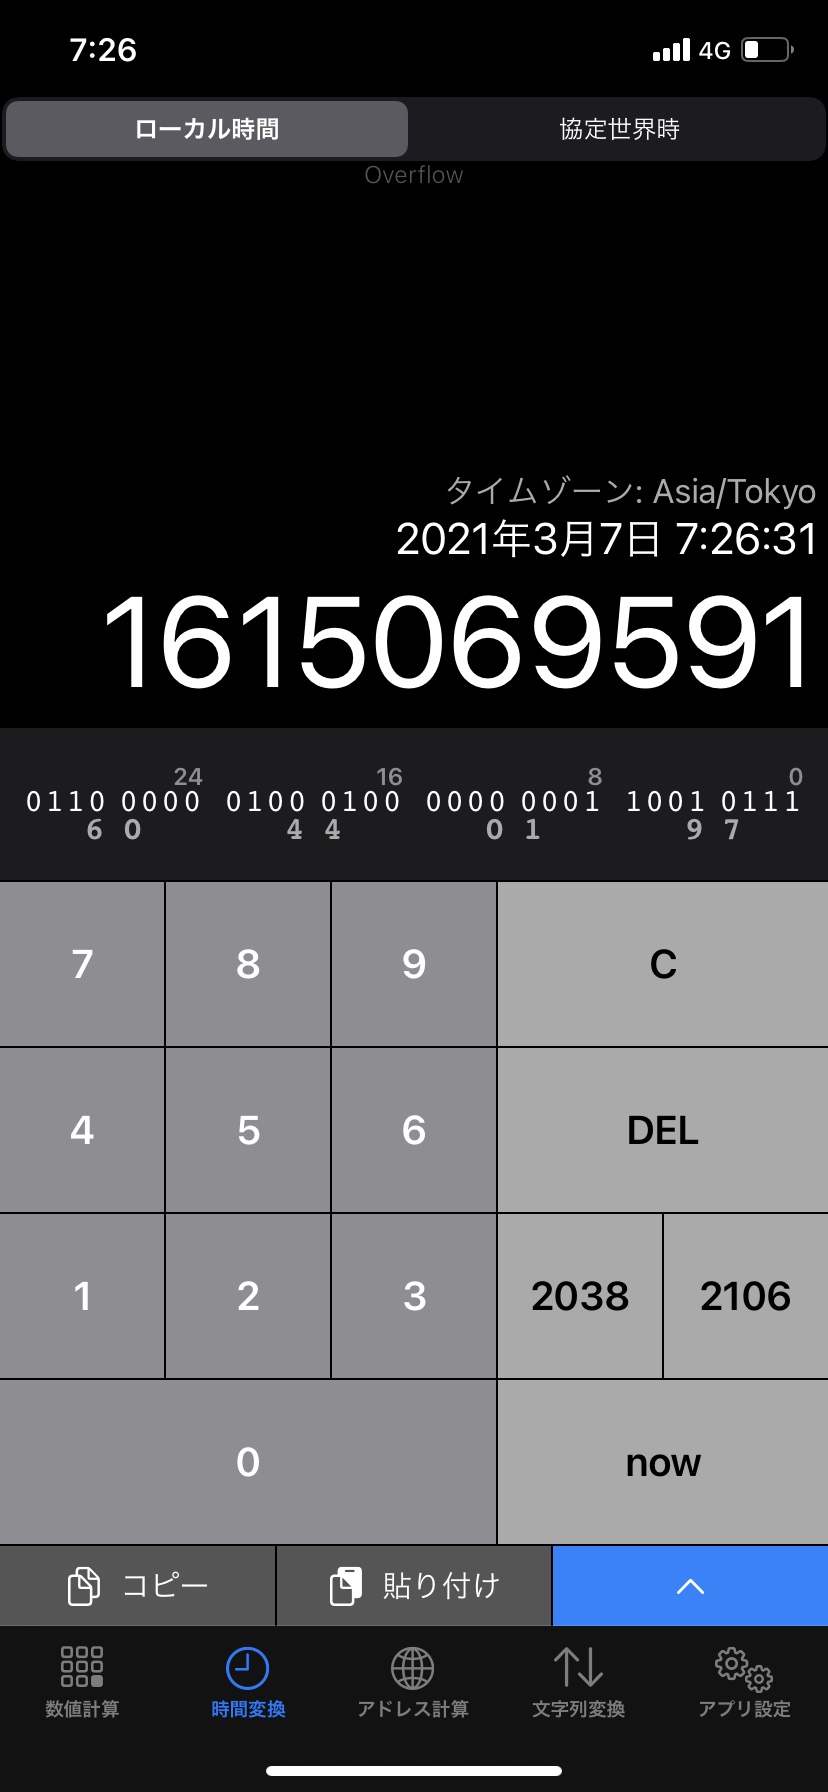 7:26 4G
ローカル時間 協定世界時
Overflow
タイムゾーン: Asia/Tokyo
2021年3月7日 7:26:31
1615069591
24 16 8 0
0110 0000 0100 0100 0000 0001 1001 0111
6 0 4 4 0 1 9 7
7 8 9 C
4 5 6 DEL
1 2 3 2038 2106
0 now
コピー 貼り付け
数値計算 時間変換 アドレス計算 文字列変換 アプリ設定